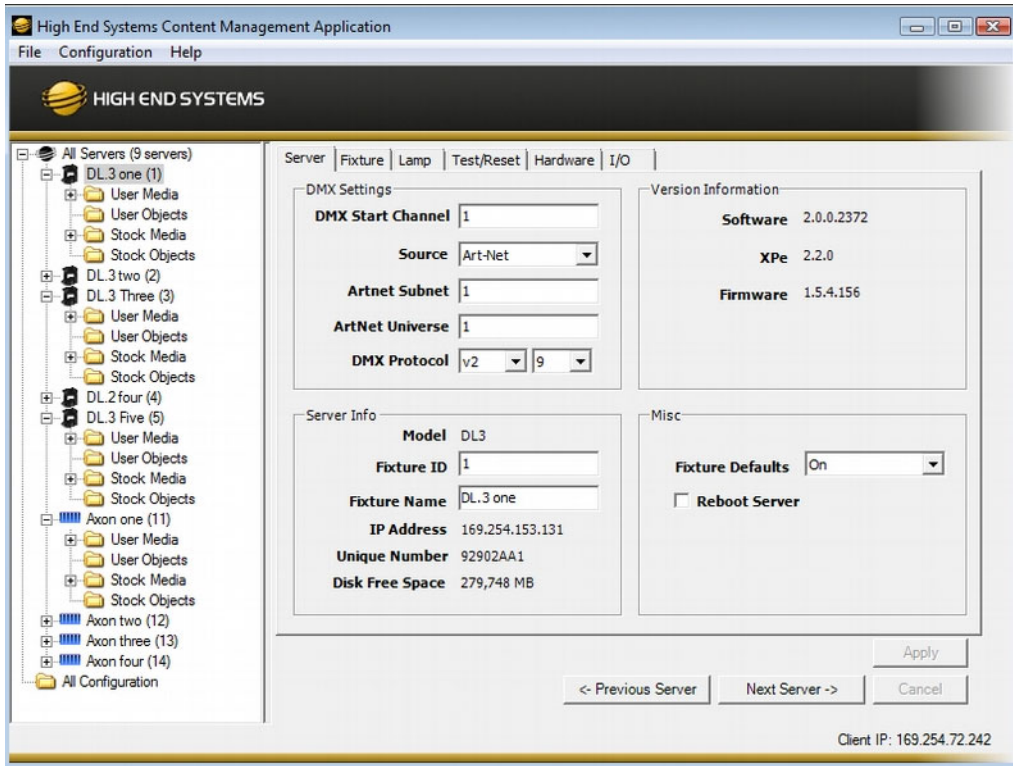 High End Systems Content Management Application
File Configuration Help
HIGH END SYSTEMS
All Servers (9 servers)
DL.3 one (1)
User Media
User Objects
Stock Media
Stock Objects
DL.3 two (2)
DL.3 Three (3)
User Media
User Objects
Stock Media
Stock Objects
DL.2 four (4)
DL.3 Five (5)
User Media
User Objects
Stock Media
Stock Objects
Axon one (11)
User Media
User Objects
Stock Media
Stock Objects
Axon two (12)
Axon three (13)
Axon four (14)
All Configuration
Server Fixture Lamp Test/Reset Hardware I/O
DMX Settings
DMX Start Channel 1
Source Art-Net
Artnet Subnet 1
ArtNet Universe 1
DMX Protocol v2 9
Version Information
Software 2.0.0.2372
XPe 2.2.0
Firmware 1.5.4.156
Server Info
Model DL3
Fixture ID 1
Fixture Name DL.3 one
IP Address 169.254.153.131
Unique Number 92902AA1
Disk Free Space 279,748 MB
Misc
Fixture Defaults On
Reboot Server
Apply
<- Previous Server Next Server -> Cancel
Client IP: 169.254.72.242